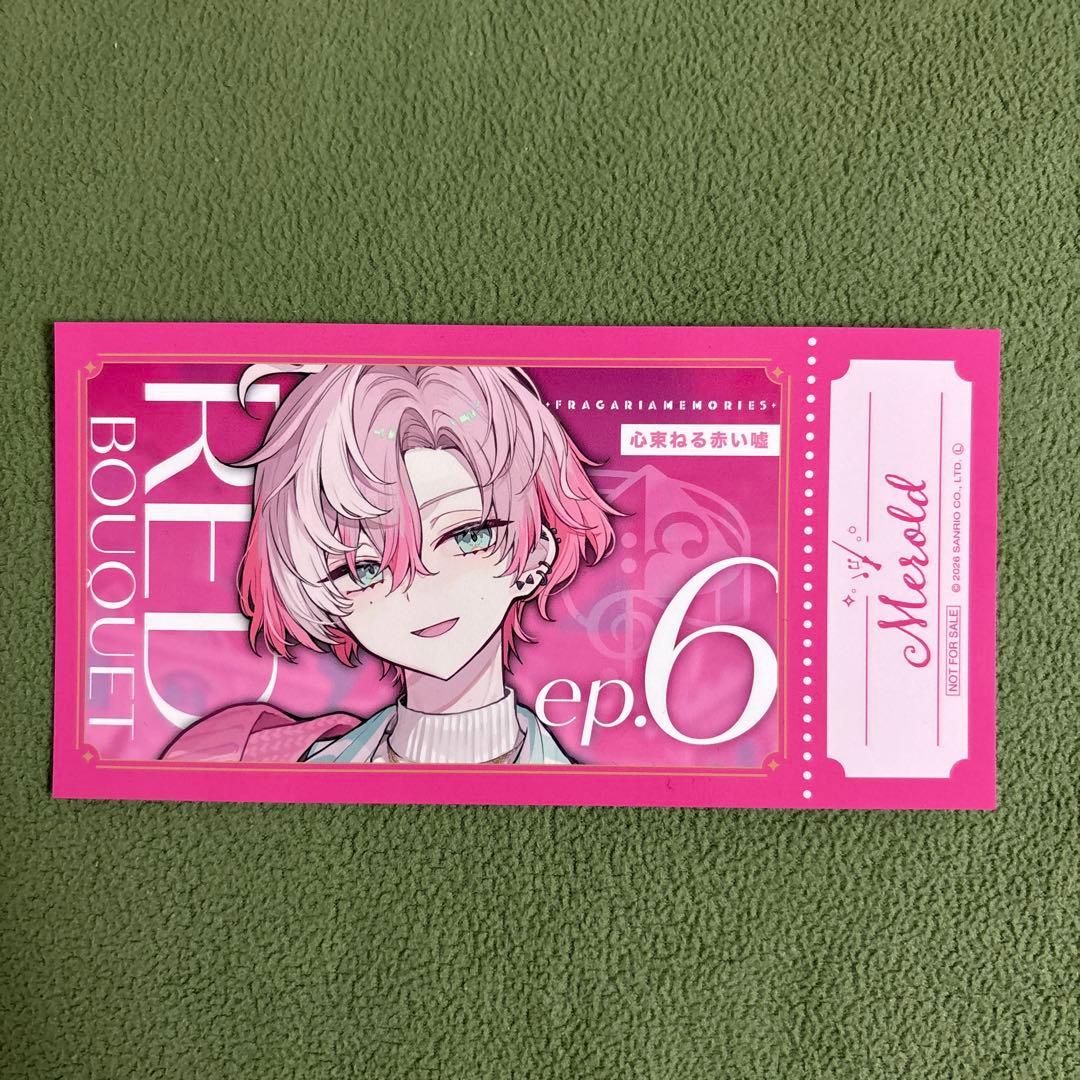 RED
BOUQUET
FRAGARIAMEMORIES
心束ねる赤い嘘
ep.6
Merold
NOT FOR SALE
© 2026 SANRIO CO., LTD. Ⓛ